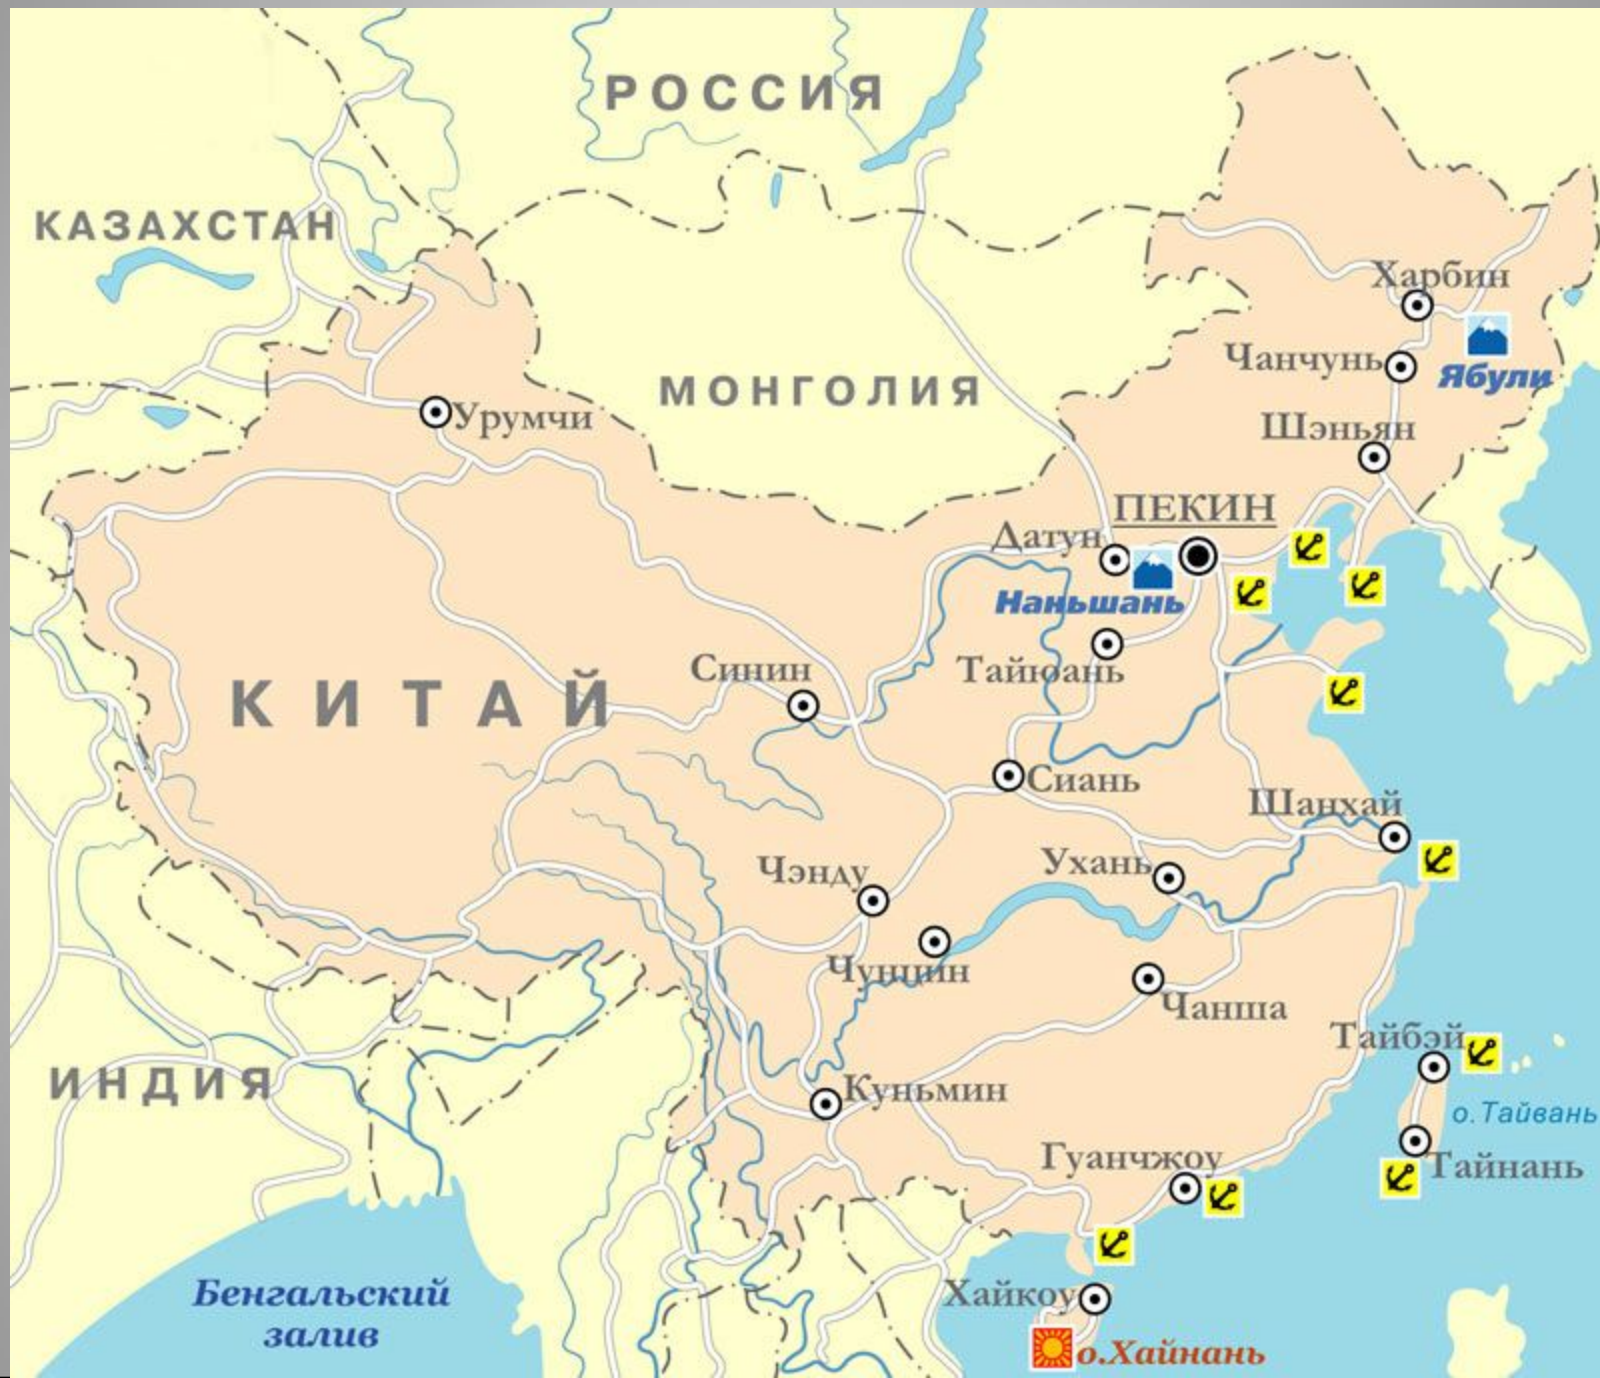 РОССИЯ
КАЗАХСТАН
Харбин
Чанчунь
Ябули
МОНГОЛИЯ
Урумчи
Шэньян
ПЕКИН
Датун
Наньшань
Синин
Тайюань
КИТАЙ
Сиань
Шанхай
Ухань
Чэнду
Чунцин
Чанша
Тайбэй
ИНДИЯ
Куньмин
о.Тайвань
Гуанчжоу
Тайнань
Бенгальский
залив
Хайкоу
о.Хайнань